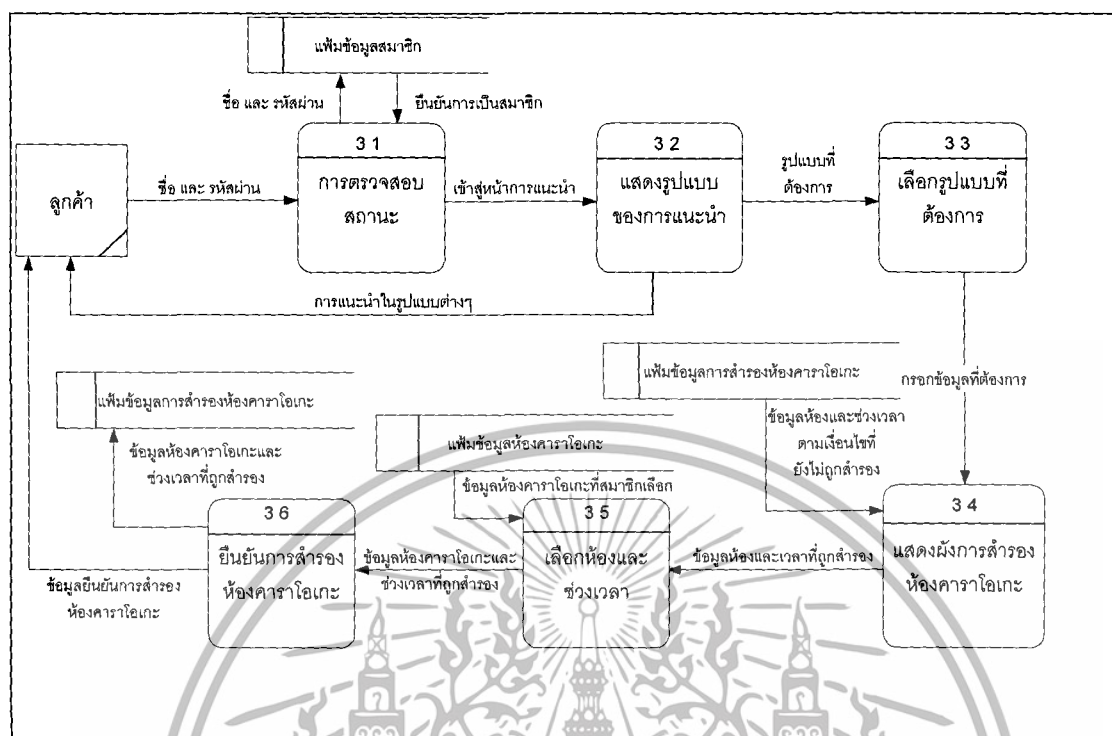 แฟ้มข้อมูลสมาชิก
ชื่อ และ รหัสผ่าน
ยืนยันการเป็นสมาชิก
ลูกค้า
ชื่อ และ รหัสผ่าน
3 1
การตรวจสอบ
สถานะ
เข้าสู่หน้าการแนะนำ
3 2
แสดงรูปแบบ
ของการแนะนำ
รูปแบบที่
ต้องการ
3 3
เลือกรูปแบบที่
ต้องการ
การแนะนำในรูปแบบต่างๆ
แฟ้มข้อมูลการสำรองห้องคาราโอเกะ
กรอกข้อมูลที่ต้องการ
ข้อมูลห้องและช่วงเวลา
ตามเงื่อนไขที่
ยังไม่ถูกสำรอง
แฟ้มข้อมูลการสำรองห้องคาราโอเกะ
ข้อมูลห้องคาราโอเกะและ
ช่วงเวลาที่ถูกสำรอง
แฟ้มข้อมูลห้องคาราโอเกะ
ข้อมูลห้องคาราโอเกะที่สมาชิกเลือก
3 4
แสดงผังการสำรอง
ห้องคาราโอเกะ
ข้อมูลห้องและเวลาที่ถูกสำรอง
3 5
เลือกห้องและ
ช่วงเวลา
ข้อมูลห้องคาราโอเกะและ
ช่วงเวลาที่ถูกสำรอง
3 6
ยืนยันการสำรอง
ห้องคาราโอเกะ
ข้อมูลยืนยันการสำรอง
ห้องคาราโอเกะ